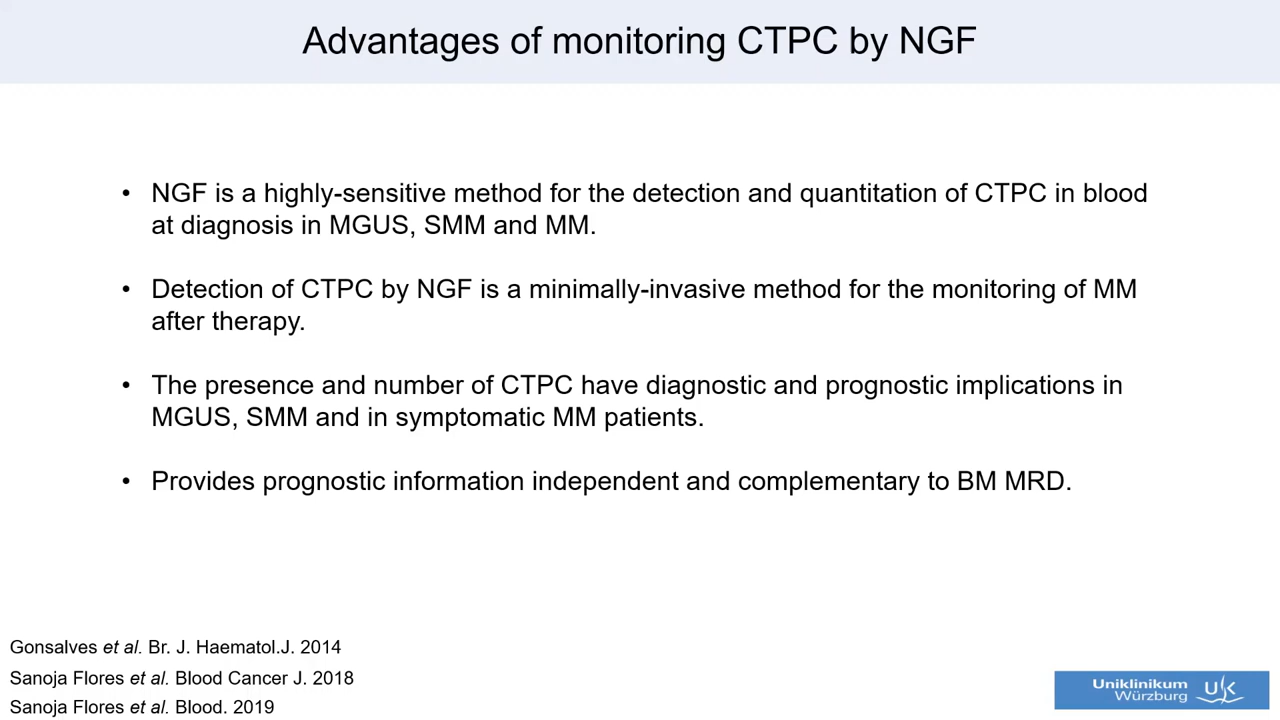 Advantages of monitoring CTPC by NGF
• NGF is a highly-sensitive method for the detection and quantitation of CTPC in blood
at diagnosis in MGUS, SMM and MM.
• Detection of CTPC by NGF is a minimally-invasive method for the monitoring of MM
after therapy.
• The presence and number of CTPC have diagnostic and prognostic implications in
MGUS, SMM and in symptomatic MM patients.
• Provides prognostic information independent and complementary to BM MRD.
Gonsalves et al. Br. J. Haematol.J. 2014
Sanoja Flores et al. Blood Cancer J. 2018
Sanoja Flores et al. Blood. 2019
Uniklinikum
Würzburg
UK